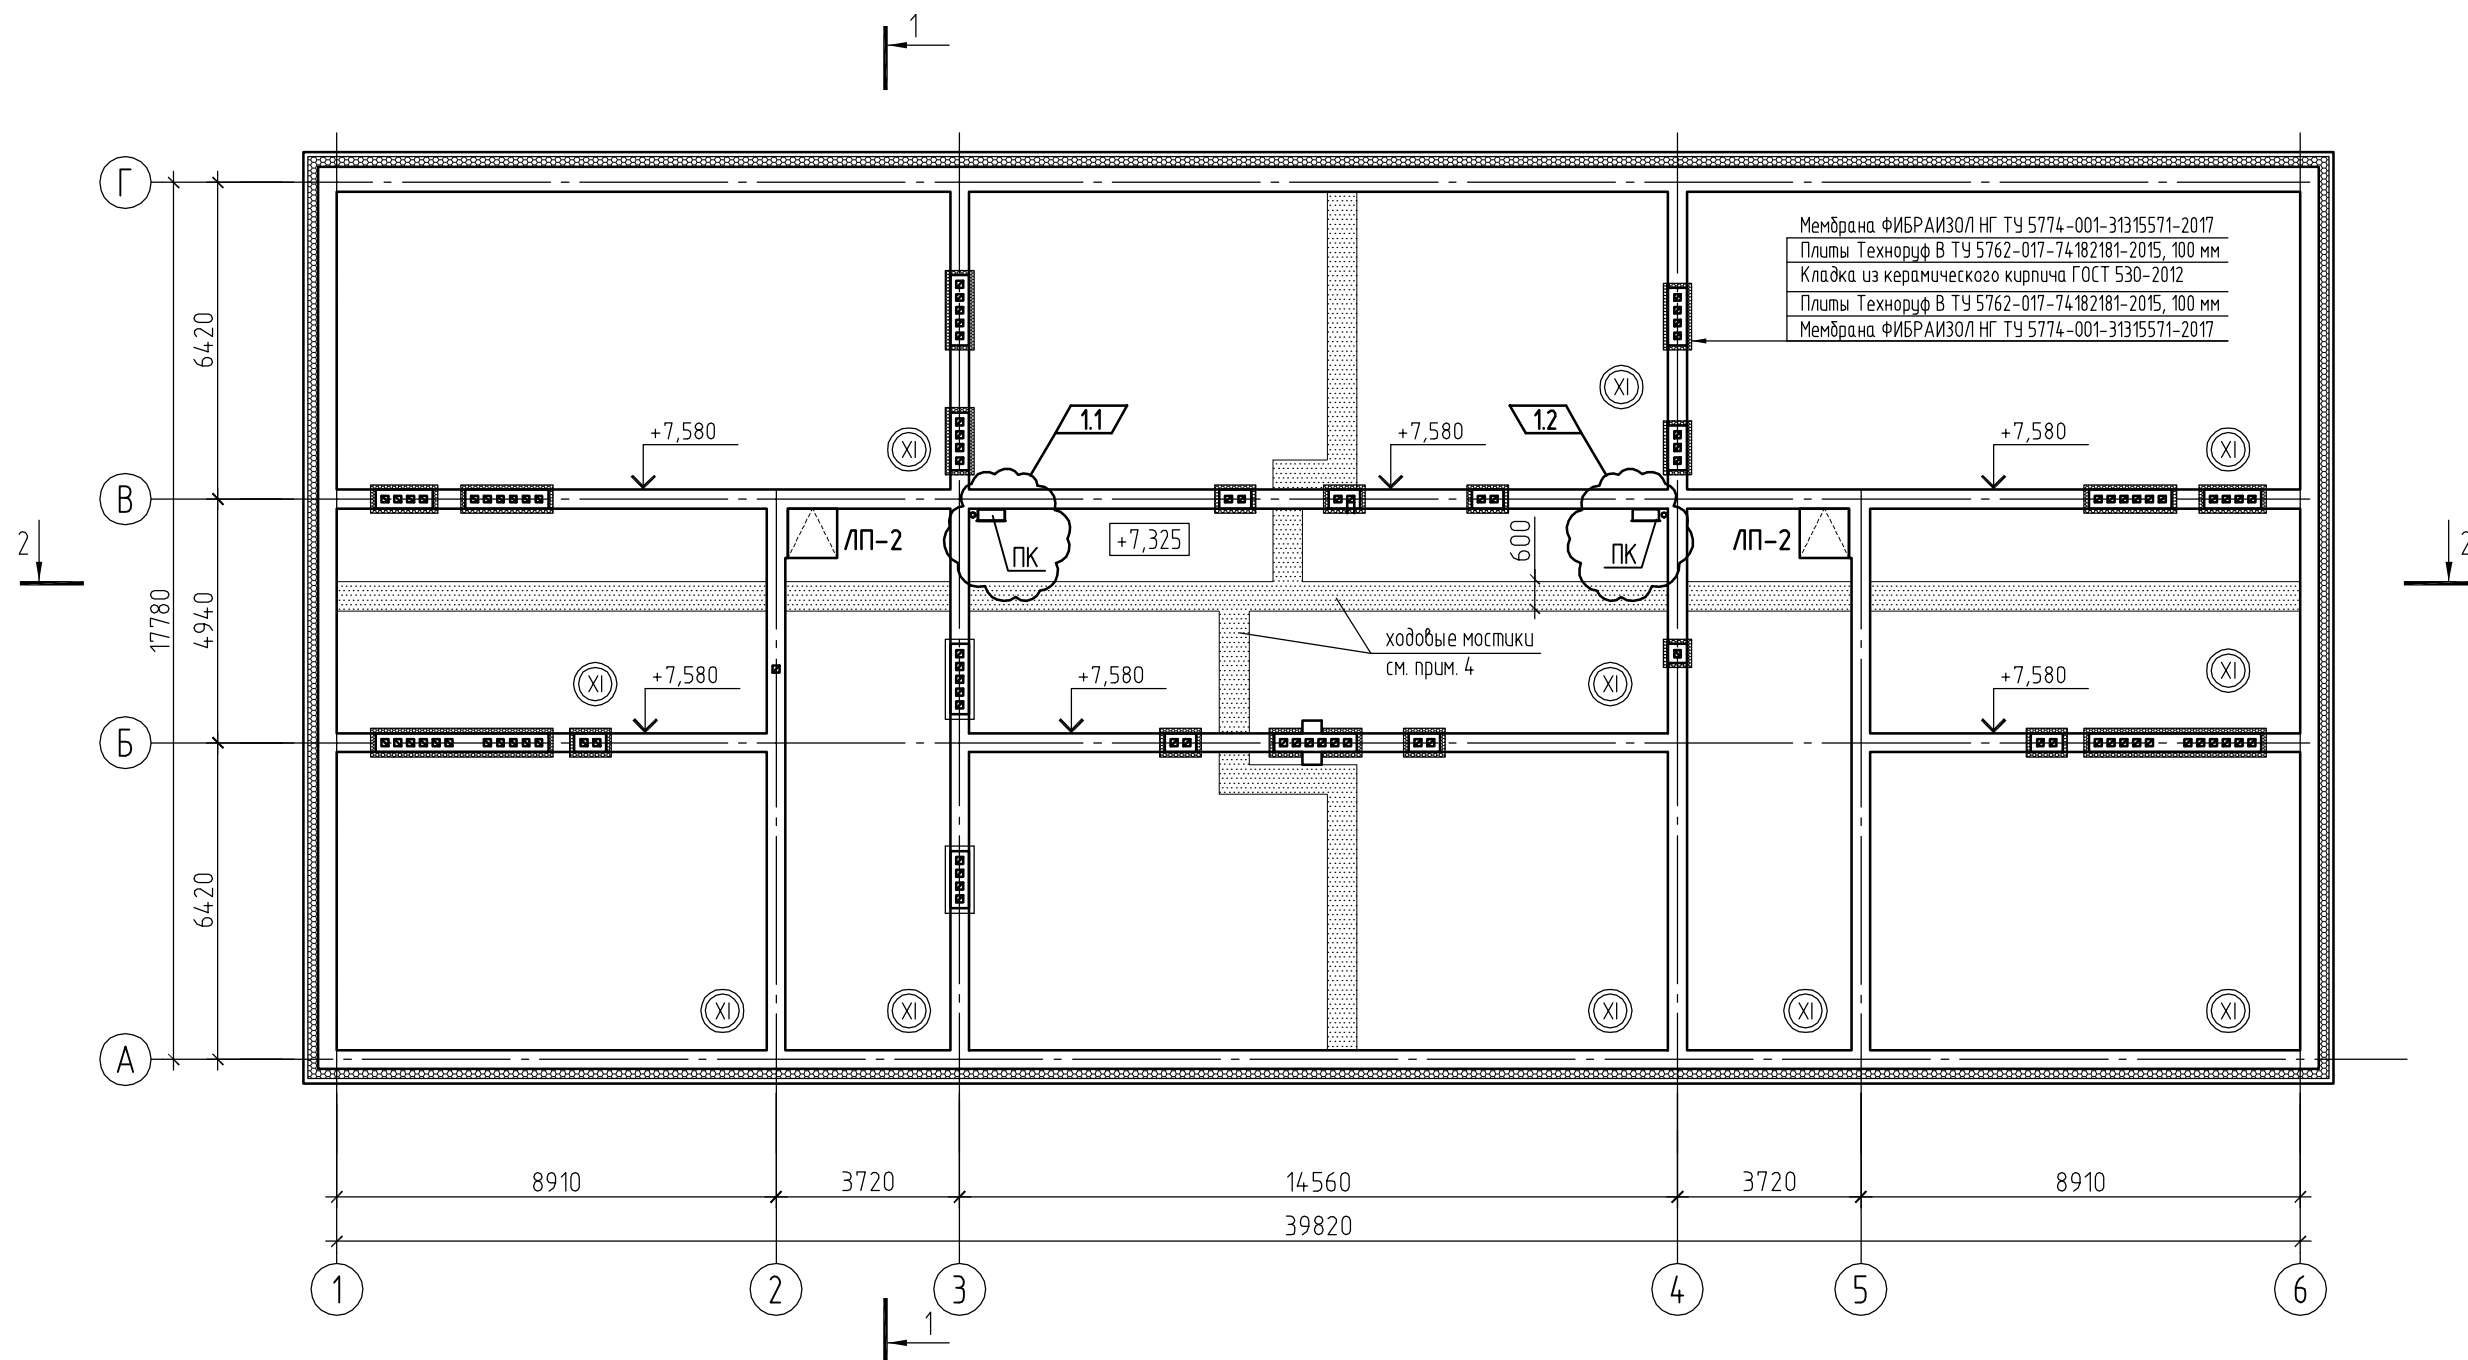 1
Г
Мембрана ФИБРАИЗОЛ НГ ТУ 5774-001-31315571-2017
Плиты Техноруф В ТУ 5762-017-74182181-2015, 100 мм
Кладка из керамического кирпича ГОСТ 530-2012
Плиты Техноруф В ТУ 5762-017-74182181-2015, 100 мм
Мембрана ФИБРАИЗОЛ НГ ТУ 5774-001-31315571-2017
6420
XI
1.1
1.2
+7,580
XI
+7,580
+7,580
XI
В
2
ЛП-2
ПК
+7,325
600
ПК
ЛП-2
2
17780
4940
ходовые мостики
см. прим. 4
XI
+7,580
+7,580
XI
+7,580
XI
Б
6420
XI
XI
XI
XI
XI
А
8910
3720
14560
3720
8910
39820
1
2
3
4
5
6
1